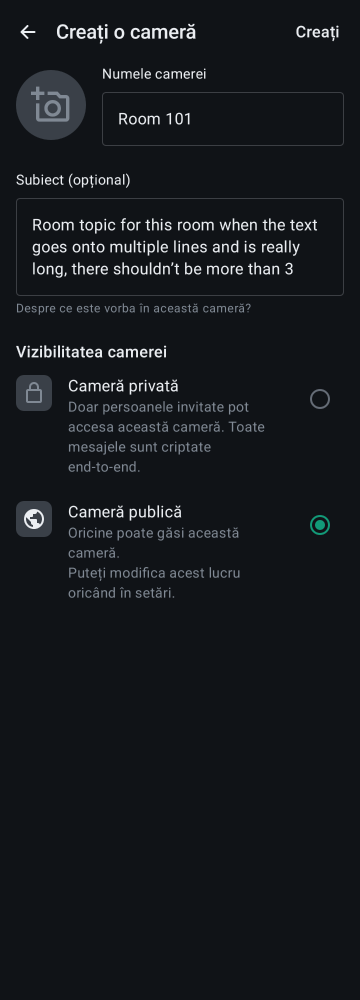 Creați o cameră
Creați
Numele camerei
Room 101
Subiect (opțional)
Room topic for this room when the text
goes onto multiple lines and is really
long, there shouldn’t be more than 3
Despre ce este vorba în această cameră?
Vizibilitatea camerei
Cameră privată
Doar persoanele invitate pot
accesa această cameră. Toate
mesajele sunt criptate
end-to-end.
Cameră publică
Oricine poate găsi această
cameră.
Puteți modifica acest lucru
oricând în setări.